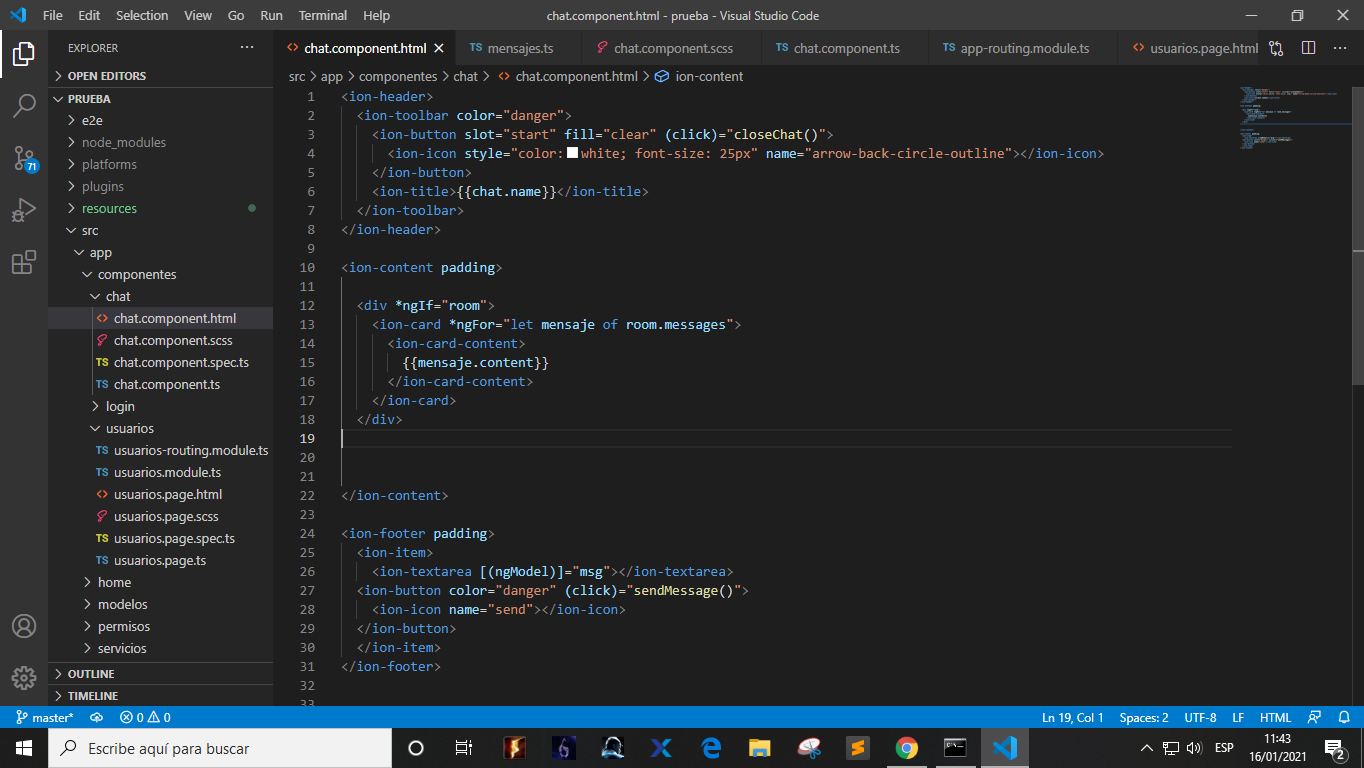 File Edit Selection View Go Run Terminal Help chat.component.html - prueba - Visual Studio Code
EXPLORER
OPEN EDITORS
PRUEBA
e2e
node_modules
platforms
plugins
resources
src
app
componentes
chat
chat.component.html
chat.component.scss
TS chat.component.spec.ts
TS chat.component.ts
login
usuarios
TS usuarios-routing.module.ts
TS usuarios.module.ts
usuarios.page.html
usuarios.page.scss
TS usuarios.page.spec.ts
TS usuarios.page.ts
home
modelos
permisos
servicios
OUTLINE
TIMELINE
71
chat.component.html TS mensajes.ts chat.component.scss TS chat.component.ts TS app-routing.module.ts usuarios.page.html
src > app > componentes > chat > chat.component.html > ion-content
1 <ion-header>
2 <ion-toolbar color="danger">
3 <ion-button slot="start" fill="clear" (click)="closeChat()">
4 <ion-icon style="color:white; font-size: 25px" name="arrow-back-circle-outline"></ion-icon>
5 </ion-button>
6 <ion-title>{{chat.name}}</ion-title>
7 </ion-toolbar>
8 </ion-header>
9
10 <ion-content padding>
11
12 <div *ngIf="room">
13 <ion-card *ngFor="let mensaje of room.messages">
14 <ion-card-content>
15 {{mensaje.content}}
16 </ion-card-content>
17 </ion-card>
18 </div>
19
20
21
22 </ion-content>
23
24 <ion-footer padding>
25 <ion-item>
26 <ion-textarea [(ngModel)]="msg"></ion-textarea>
27 <ion-button color="danger" (click)="sendMessage()">
28 <ion-icon name="send"></ion-icon>
29 </ion-button>
30 </ion-item>
31 </ion-footer>
32
33
master* 0 0 Ln 19, Col 1 Spaces: 2 UTF-8 LF HTML
Escribe aquí para buscar
ESP
11:43
16/01/2021
2